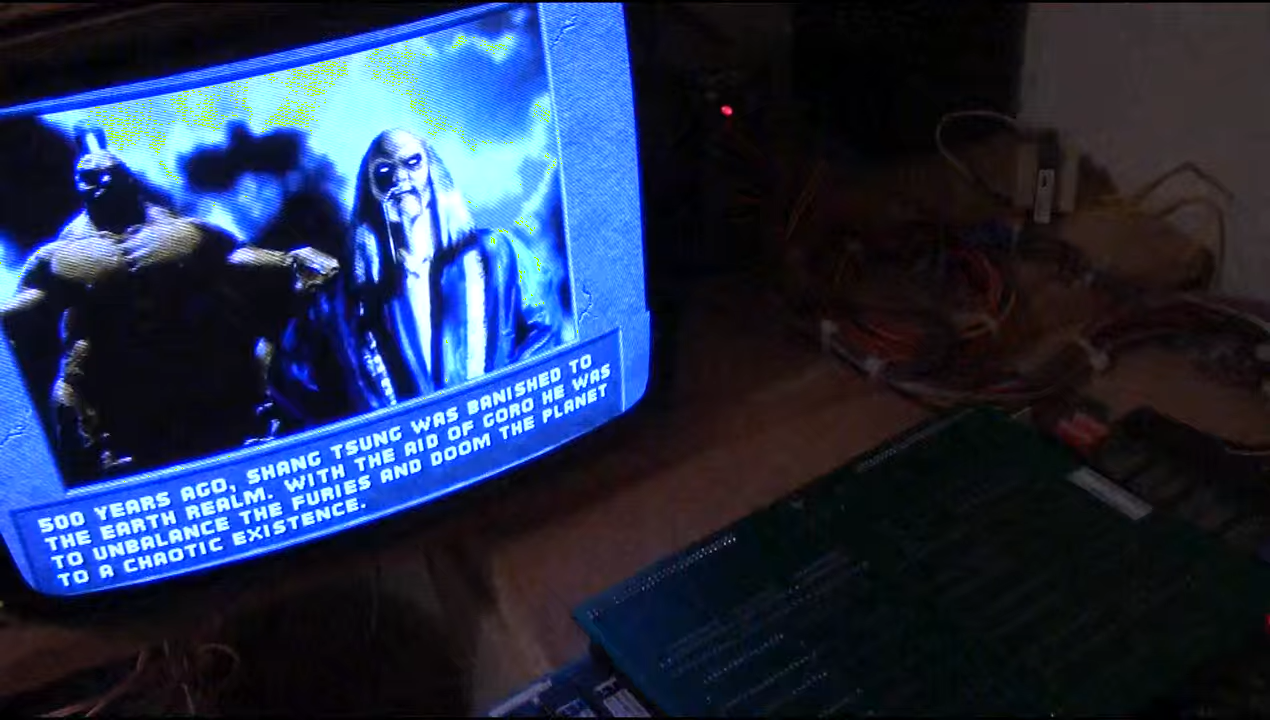 500 YEARS AGO, SHANG TSUNG WAS BANISHED TO
THE EARTH REALM. WITH THE AID OF GORO HE WAS
TO UNBALANCE THE FURIES AND DOOM THE PLANET
TO A CHAOTIC EXISTENCE.